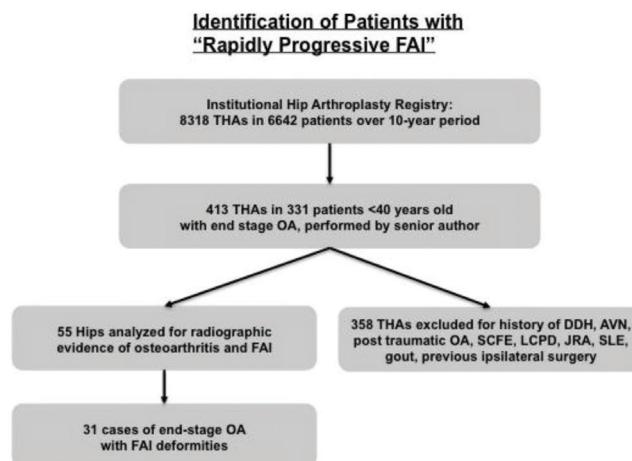 Identification of Patients with
“Rapidly Progressive FAI”
Institutional Hip Arthroplasty Registry:
8318 THAs in 6642 patients over 10-year period
413 THAs in 331 patients <40 years old
with end stage OA, performed by senior author
55 Hips analyzed for radiographic
evidence of osteoarthritis and FAI
358 THAs excluded for history of DDH, AVN,
post traumatic OA, SCFE, LCPD, JRA, SLE,
gout, previous ipsilateral surgery
31 cases of end-stage OA
with FAI deformities